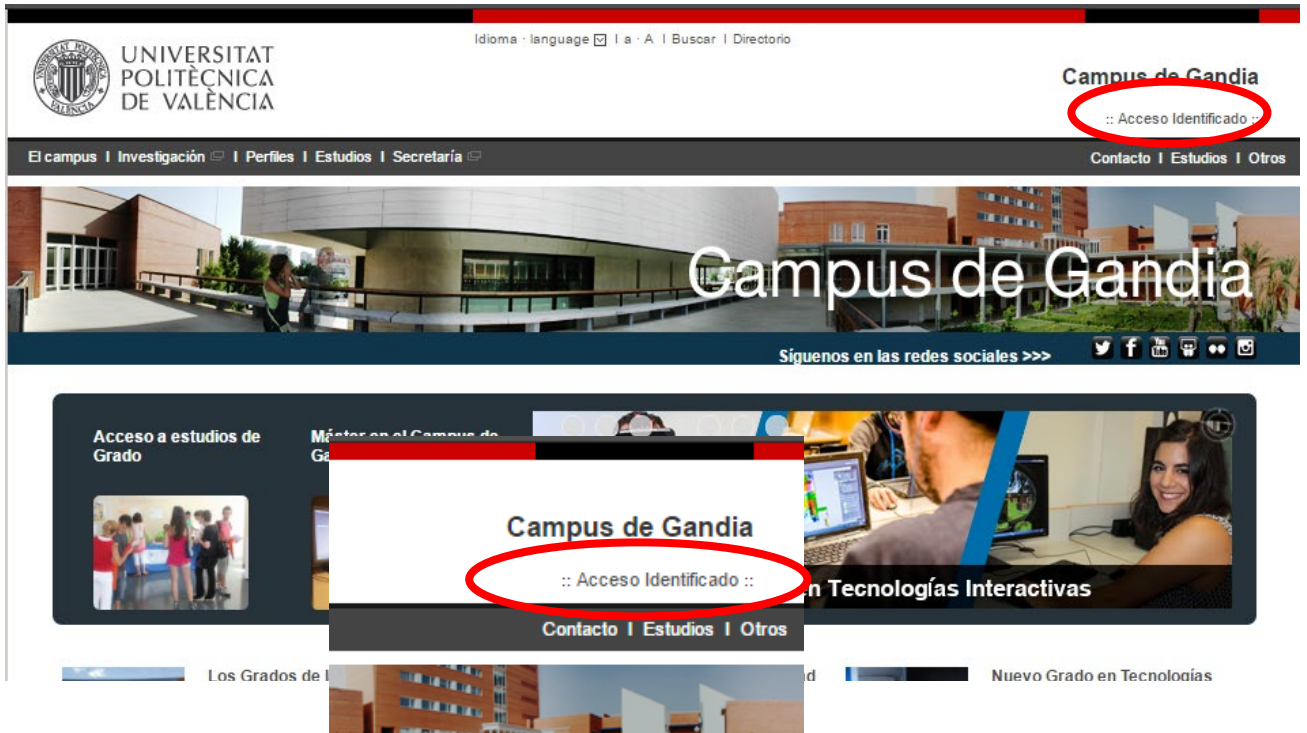 Idioma · language | a · A | Buscar | Directorio
UNIVERSITAT
POLITÈCNICA
DE VALÈNCIA
Campus de Gandia
:: Acceso Identificado ::
El campus | Investigación | Perfiles | Estudios | Secretaría
Contacto | Estudios | Otros
Campus de Gandia
Síguenos en las redes sociales >>>
Acceso a estudios de
Grado
Máster en el Campus de
Ga
Campus de Gandia
:: Acceso Identificado ::
Contacto | Estudios | Otros
n Tecnologías Interactivas
Los Grados de
Nuevo Grado en Tecnologías